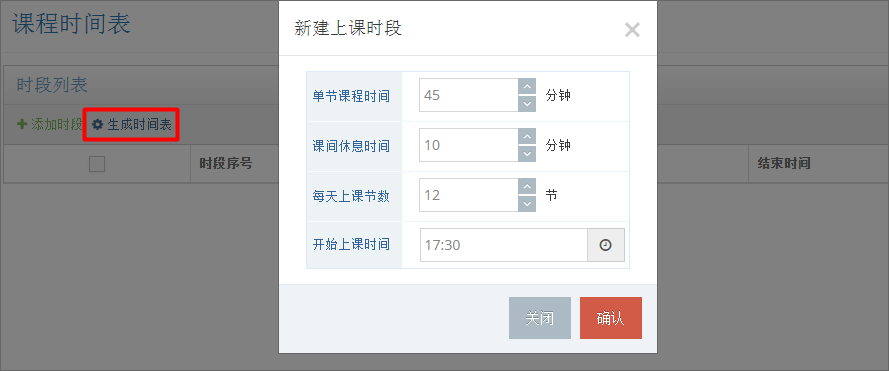 课程时间表
时段列表
添加时段 生成时间表
时段序号 结束时间
新建上课时段
单节课程时间 45 分钟
课间休息时间 10 分钟
每天上课节数 12 节
开始上课时间 17:30
关闭 确认